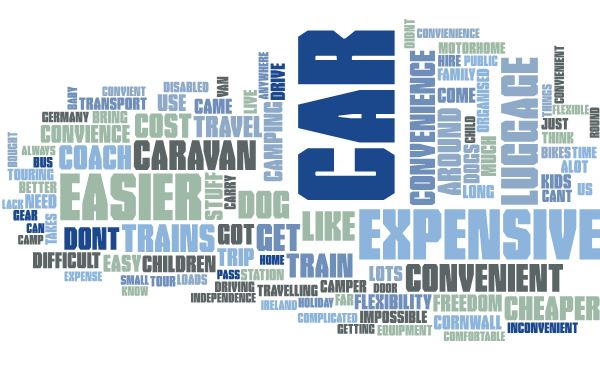 CAR
DIDNT
CONVIENIENCE
MOTORHOME
HIRE
PUBLIC
FAMILY
COME
ORGANISED
CONVENIENCE
AROUND
CHILD
DOGS
MUCH
LONG
LUGGAGE
THINGS
CONVIENIENT
FLEXIBLE
JUST
ROUND
THINK
BIKES
TIME
ALOT
KIDS
US
CANT
BABY
CONVIENT
DISABLED
VAN
ANYWHERE
DRIVE
TRANSPORT
USE
CAME
LIVE
CAMPING
GERMANY
BRING
COST
TRAVEL
CONVIENCE
BOUGHT
ALWAYS
BUS
COACH
CARAVAN
TOURING
BETTER
EASIER
STUFF
CARRY
DOG
LACK
NEED
GEAR
CAN
CAMP
TAKES
DONT
TRAINS
GOT
GET
LIKE
EXPENSIVE
DIFFICULT
EASY
CHILDREN
TRIP
HOME
TRAIN
LOTS
DOOR
CONVENIENT
EXPENSE
SMALL
TOUR
LOADS
PASS
STATION
KNOW
DRIVING
TRAVELLING
CAMPER
INDEPENDENCE
IRELAND
HOLIDAY
FAR
FLEXIBILITY
FREEDOM
CHEAPER
COMPLICATED
IMPOSSIBLE
CORNWALL
INCONVENIENT
GETTING
EQUIPMENT
COMFORTABLE